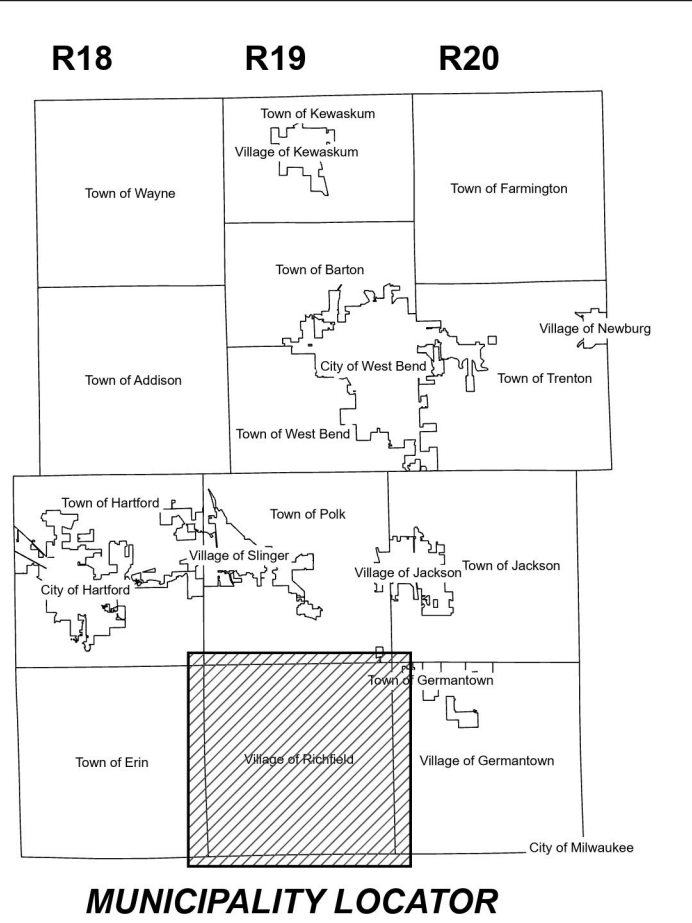 R18 R19 R20
Town of Kewaskum
Village of Kewaskum
Town of Wayne
Town of Farmington
Town of Barton
Village of Newburg
City of West Bend
Town of Addison
Town of Trenton
Town of West Bend
Town of Hartford
Town of Polk
Village of Slinger
Village of Jackson
Town of Jackson
City of Hartford
Town of Germantown
Town of Erin
Village of Richfield
Village of Germantown
City of Milwaukee
MUNICIPALITY LOCATOR